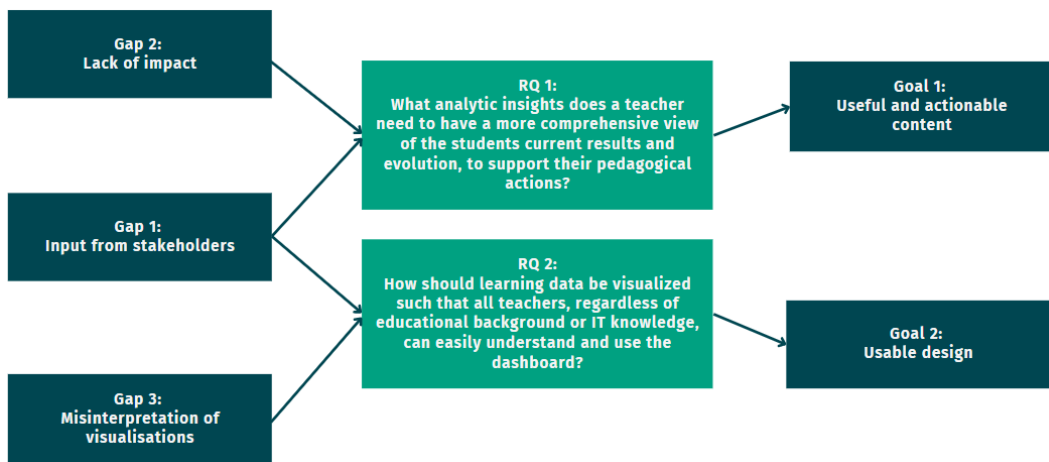 Gap 2:
Lack of impact
Gap 1:
Input from stakeholders
Gap 3:
Misinterpretation of
visualisations
RQ 1:
What analytic insights does a teacher
need to have a more comprehensive view
of the students current results and
evolution, to support their pedagogical
actions?
RQ 2:
How should learning data be visualized
such that all teachers, regardless of
educational background or IT knowledge,
can easily understand and use the
dashboard?
Goal 1:
Useful and actionable
content
Goal 2:
Usable design